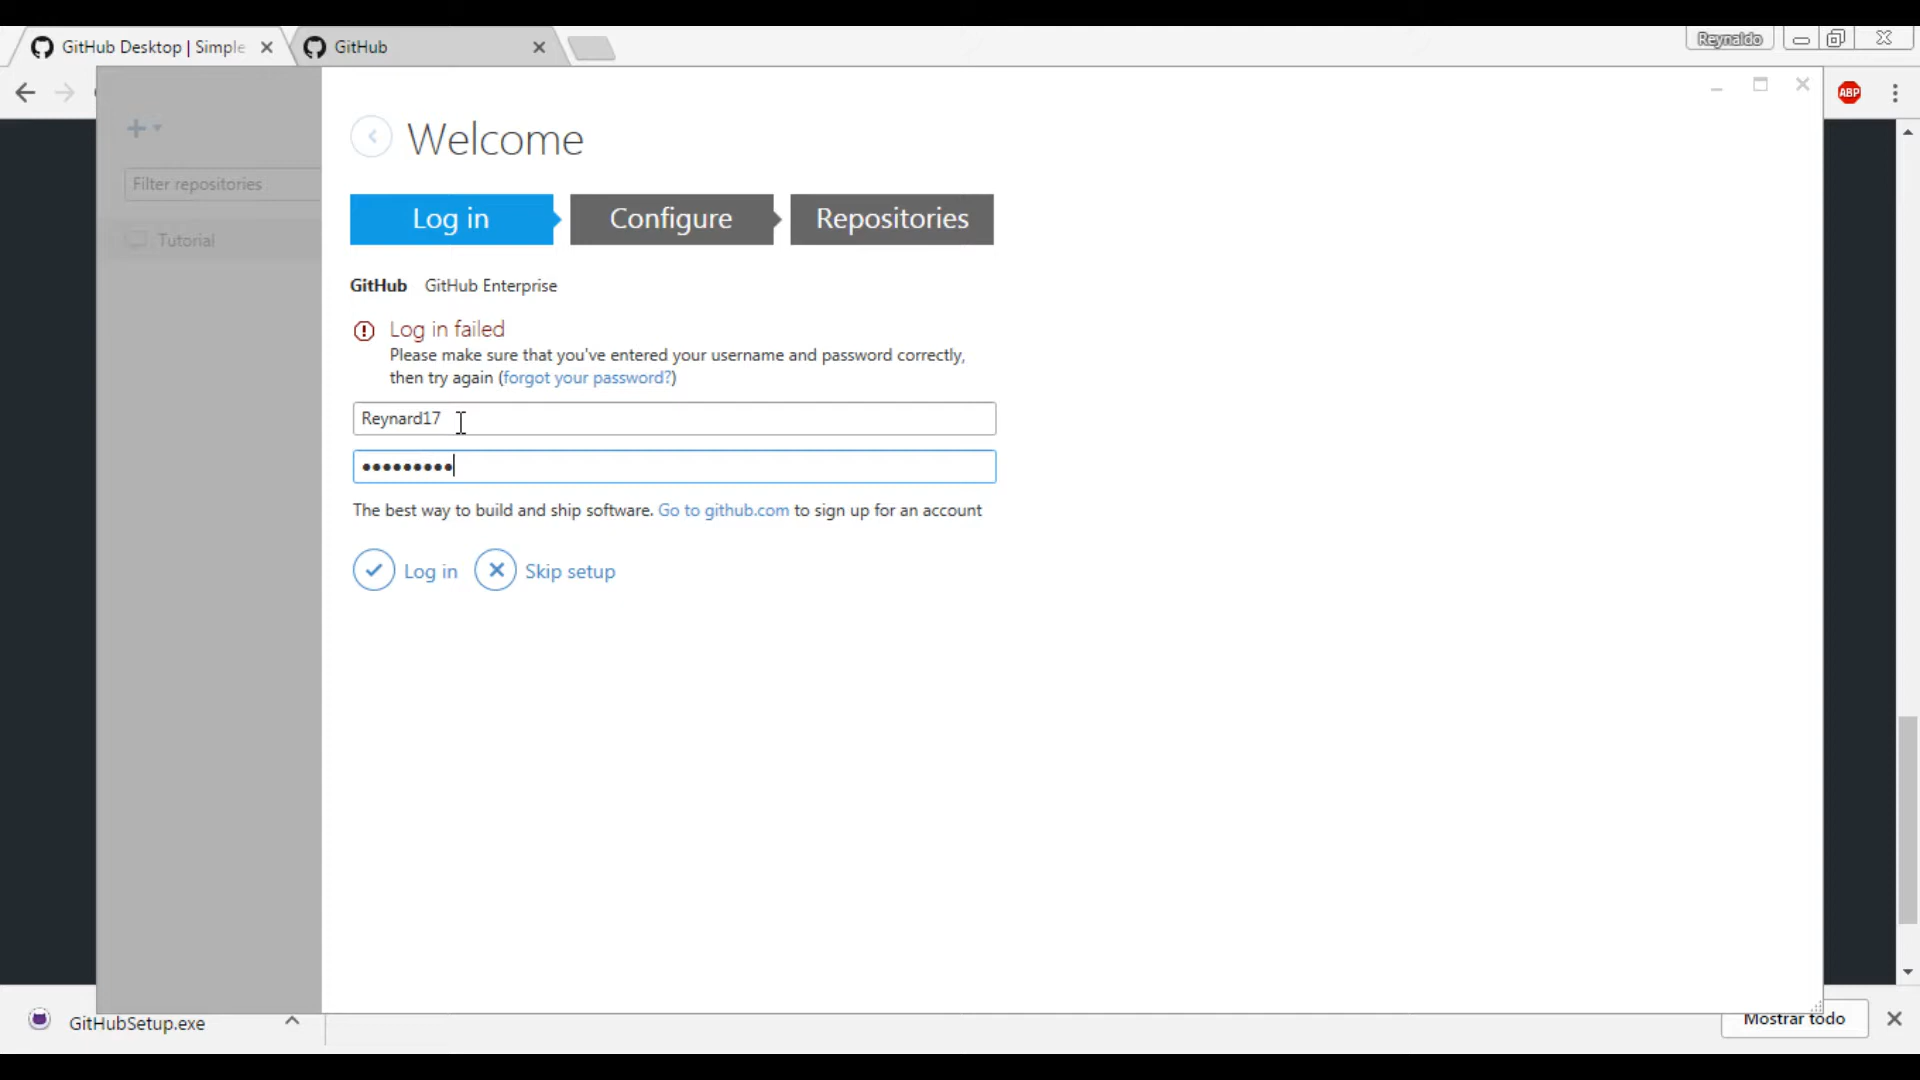 GitHub Desktop | Simple
GitHub
Reynaldo
ABP
Filter repositories
Tutorial
Welcome
Log in
Configure
Repositories
GitHub
GitHub Enterprise
Log in failed
Please make sure that you've entered your username and password correctly,
then try again (forgot your password?)
Reynard17
The best way to build and ship software. Go to github.com to sign up for an account
Log in
Skip setup
GitHubSetup.exe
Mostrar todo